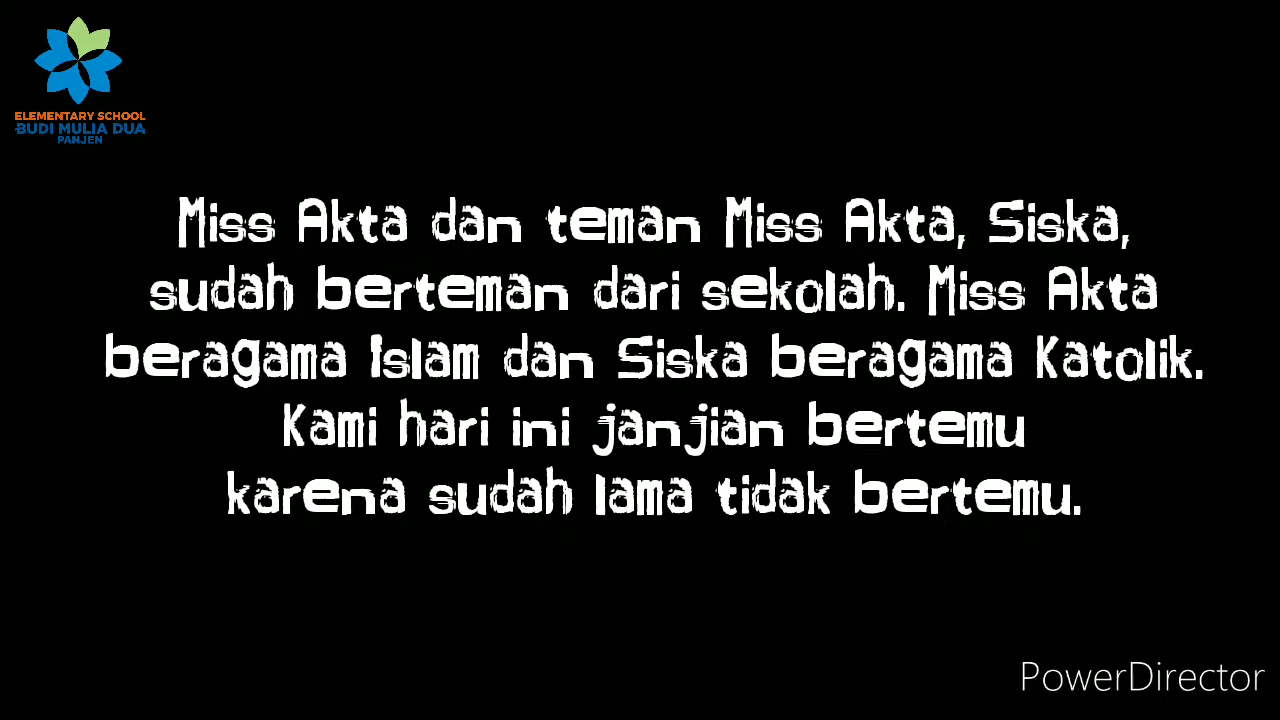 ELEMENTARY SCHOOL
BUDI MULIA DUA
PANJEN
Miss Akta dan teman Miss Akta, Siska,
sudah berteman dari sekolah. Miss Akta
beragama Islam dan Siska beragama Katolik.
Kami hari ini janjian bertemu
karena sudah lama tidak bertemu.
PowerDirector